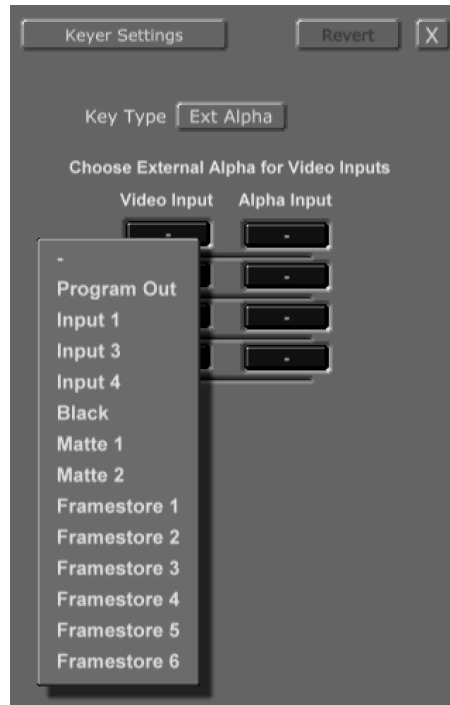 Keyer Settings Revert X
Key Type Ext Alpha
Choose External Alpha for Video Inputs
Video Input Alpha Input
- -
- -
Program Out -
Input 1 -
Input 3 -
Input 4
Black
Matte 1
Matte 2
Framestore 1
Framestore 2
Framestore 3
Framestore 4
Framestore 5
Framestore 6